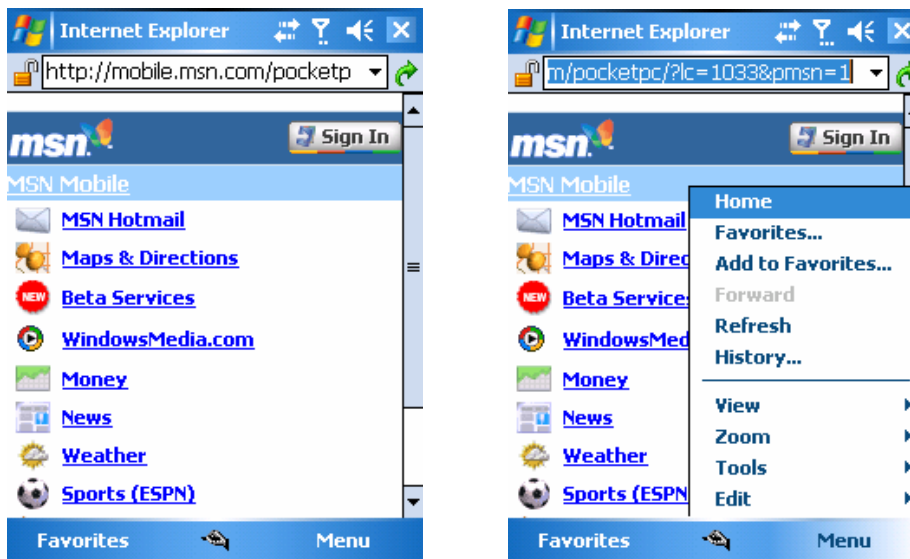 Internet Explorer
http://mobile.msn.com/pocketp
msn
Sign In
MSN Mobile
MSN Hotmail
Maps & Directions
NEW
Beta Services
WindowsMedia.com
Money
News
Weather
Sports (ESPN)
Favorites
Menu
Internet Explorer
m/pocketpc/?lc=1033&pmsn=1
msn
Sign In
MSN Mobile
MSN Hotmail
Maps & Direc
NEW
Beta Services
WindowsMed
Money
News
Weather
Sports (ESPN
Home
Favorites...
Add to Favorites...
Forward
Refresh
History...
View
Zoom
Tools
Edit
Favorites
Menu